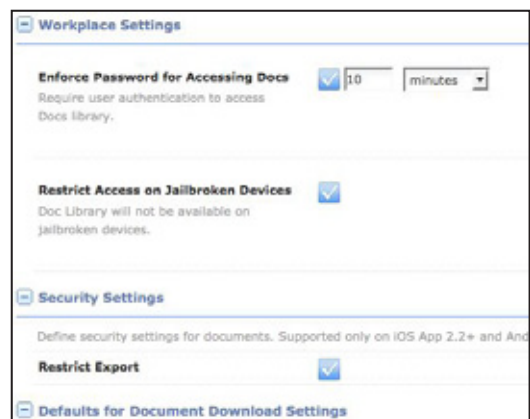 Workplace Settings
Enforce Password for Accessing Docs
10 minutes
Require user authentication to access
Docs library.
Restrict Access on Jailbroken Devices
Doc Library will not be available on
jailbroken devices.
Security Settings
Define security settings for documents. Supported only on iOS App 2.2+ and And
Restrict Export
Defaults for Document Download Settings